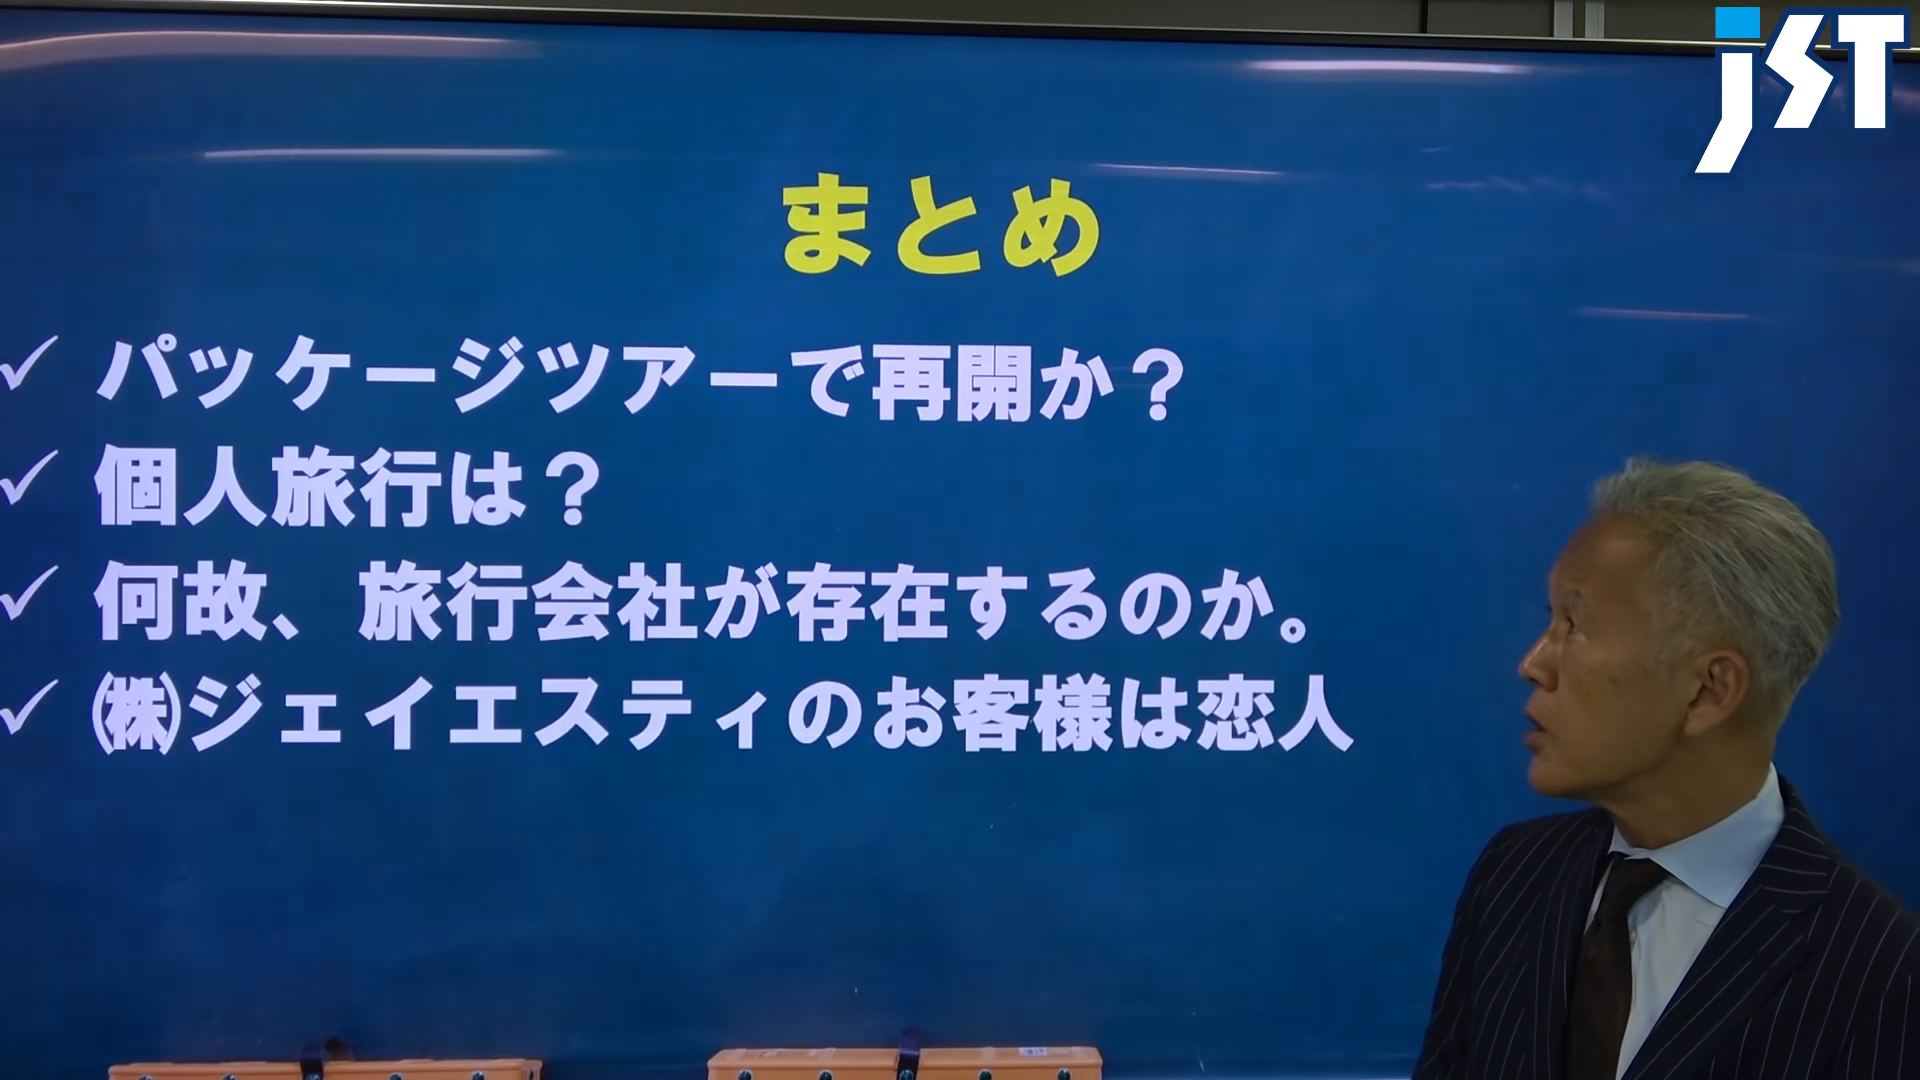 jST
まとめ
✓ パッケージツアーで再開か？
✓ 個人旅行は？
✓ 何故、旅行会社が存在するのか。
✓ ㈱ジェイエスティのお客様は恋人